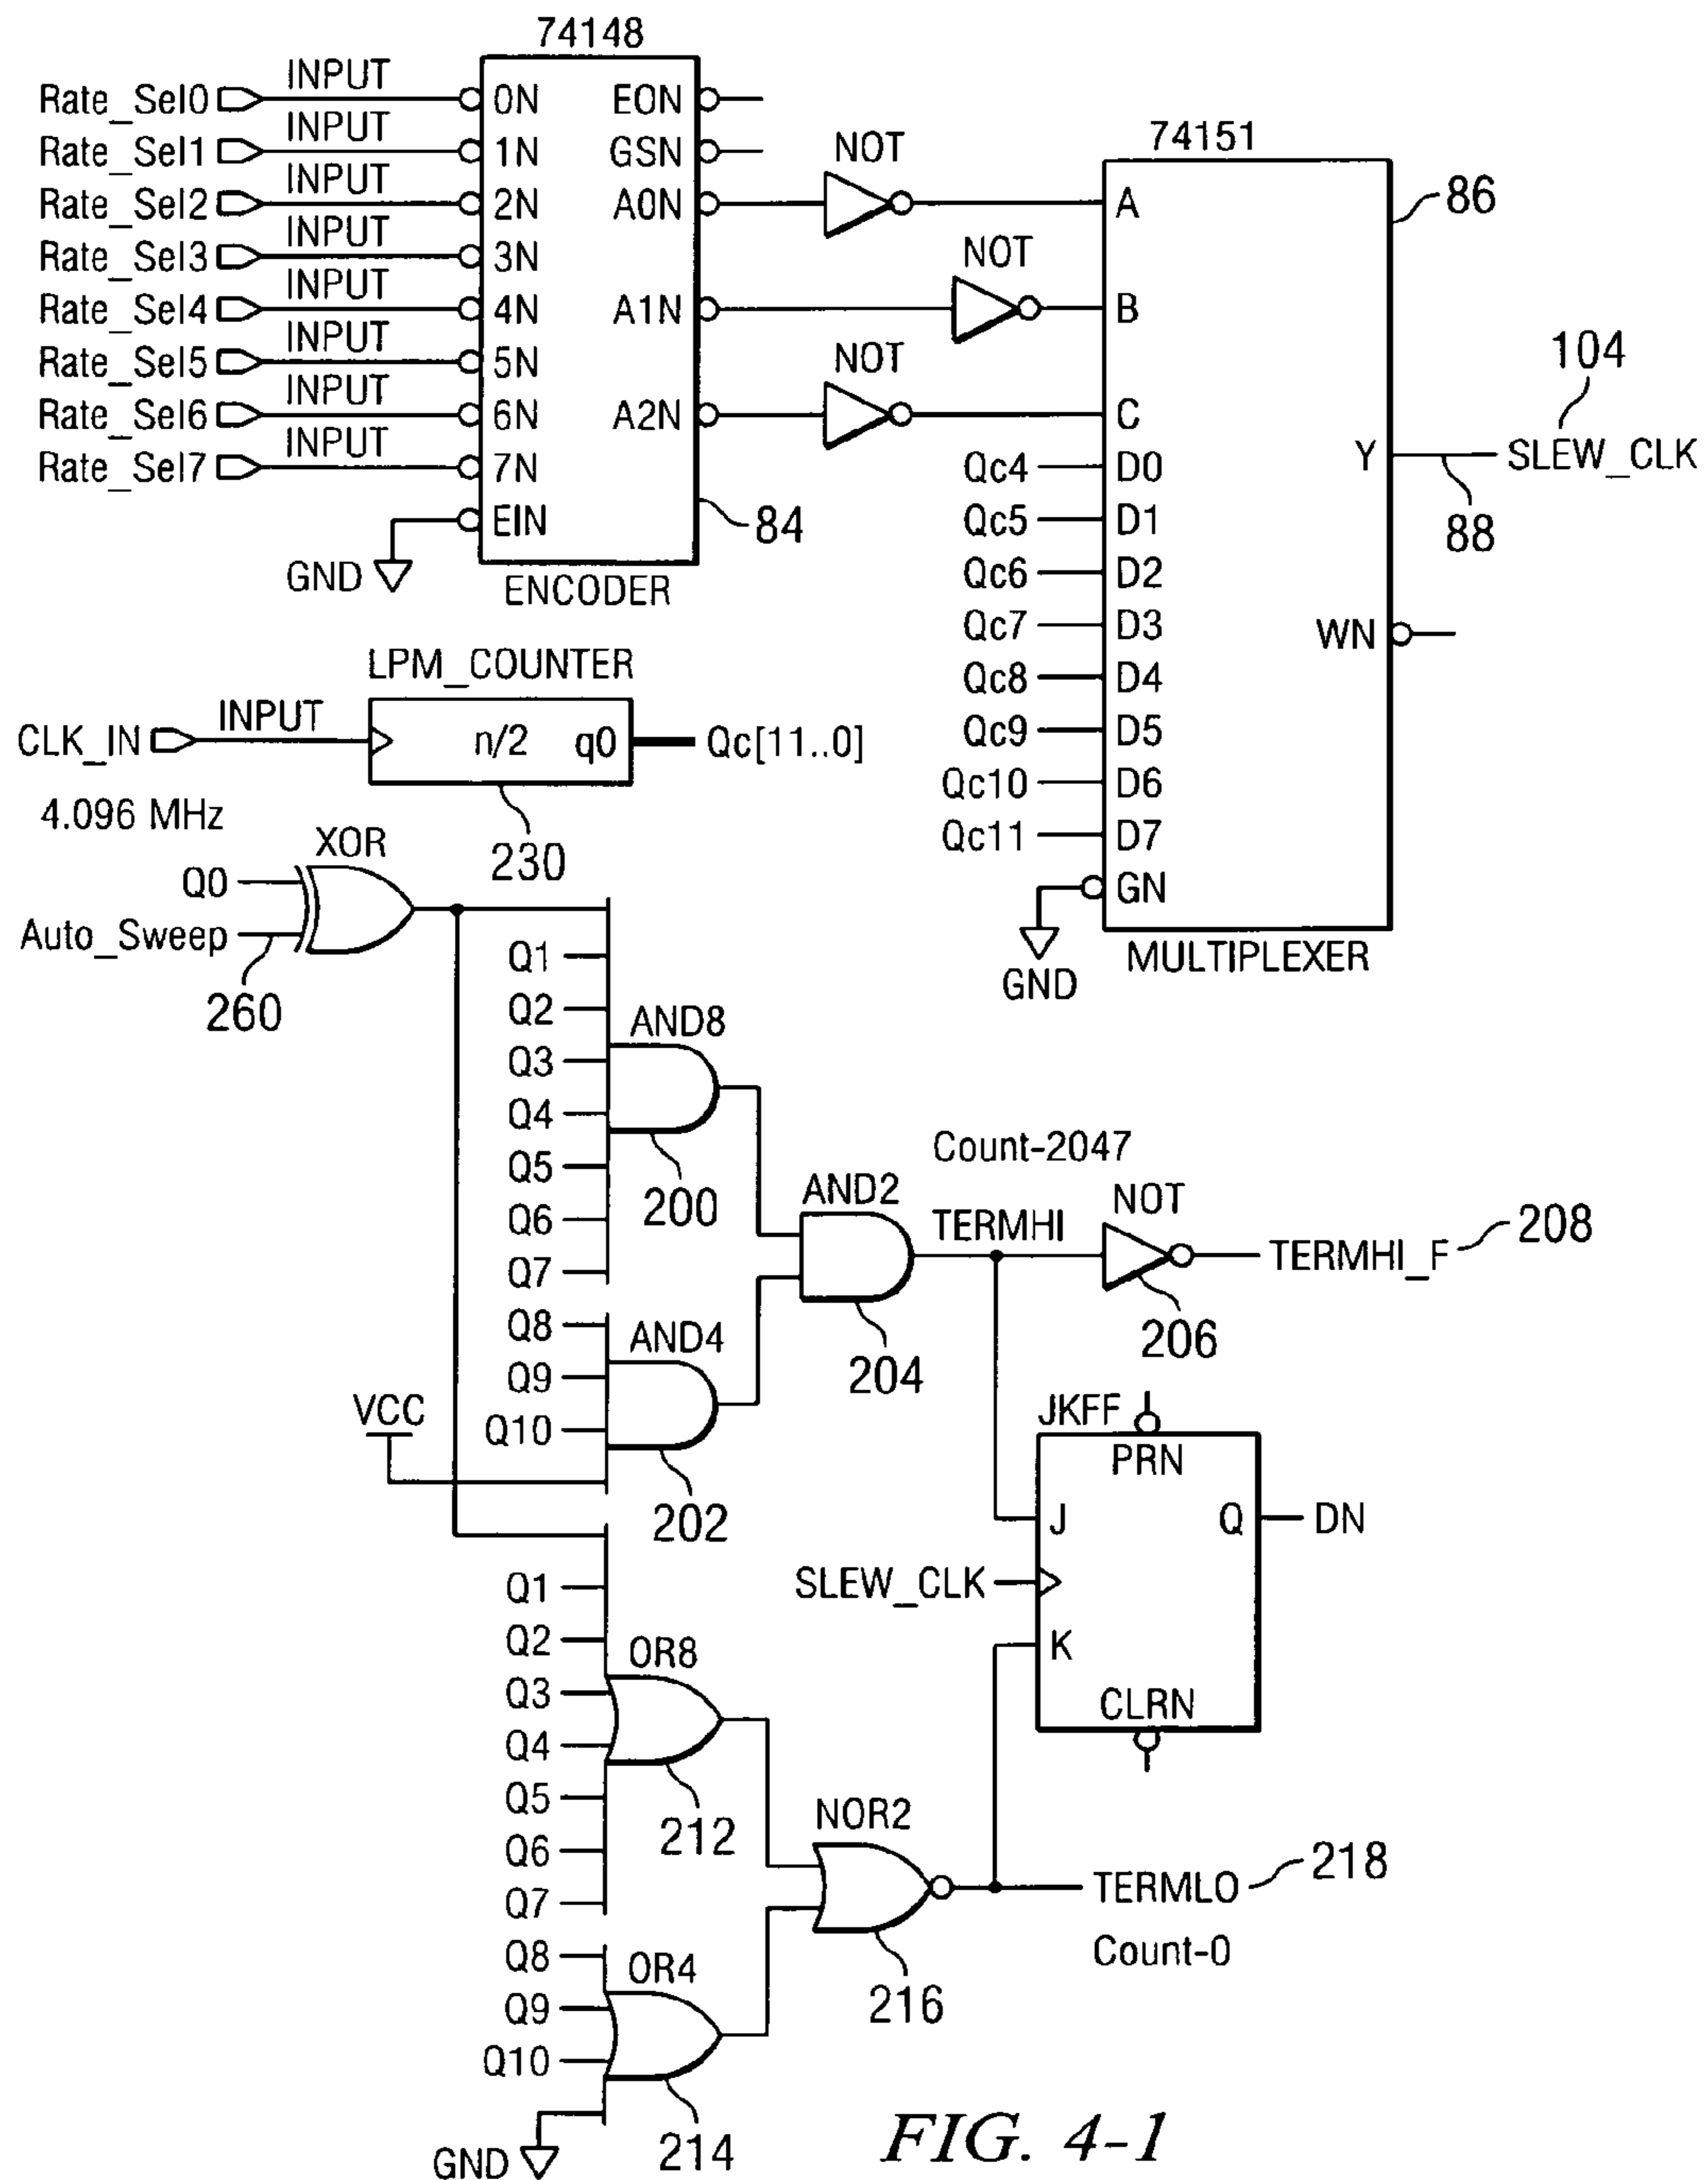 74148
Rate_Sel0 INPUT 0N EON
Rate_Sel1 INPUT 1N GSN
Rate_Sel2 INPUT 2N A0N
Rate_Sel3 INPUT 3N
Rate_Sel4 INPUT 4N A1N
Rate_Sel5 INPUT 5N
Rate_Sel6 INPUT 6N A2N
Rate_Sel7 INPUT 7N
EIN
GND
ENCODER
84
NOT
NOT
NOT
74151
86
A
B
C
Qc4 D0
Qc5 D1
Qc6 D2
Qc7 D3
Qc8 D4
Qc9 D5
Qc10 D6
Qc11 D7
GN
GND
MULTIPLEXER
Y
WN
104
SLEW_CLK
88
LPM_COUNTER
CLK_IN INPUT n/2 q0 Qc[11..0]
4.096 MHz
230
XOR
Q0
Auto_Sweep
260
Q1
Q2
Q3
Q4
Q5
Q6
Q7
AND8
200
Q8
Q9
Q10
VCC
AND4
202
AND2
204
Count-2047
TERMHI
NOT
206
TERMHI_F
208
JKFF
PRN
J Q DN
SLEW_CLK
K
CLRN
Q1
Q2
Q3
Q4
Q5
Q6
Q7
OR8
212
Q8
Q9
Q10
OR4
GND
214
NOR2
216
TERMLO
218
Count-0
FIG. 4-1